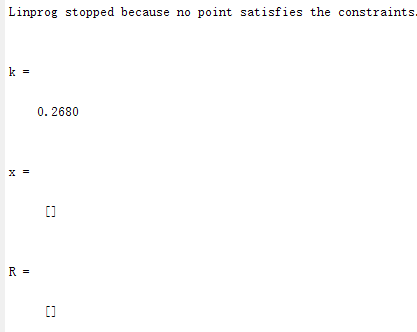 Linprog stopped because no point satisfies the constraints.
k =
0.2680
x =
[]
R =
[]